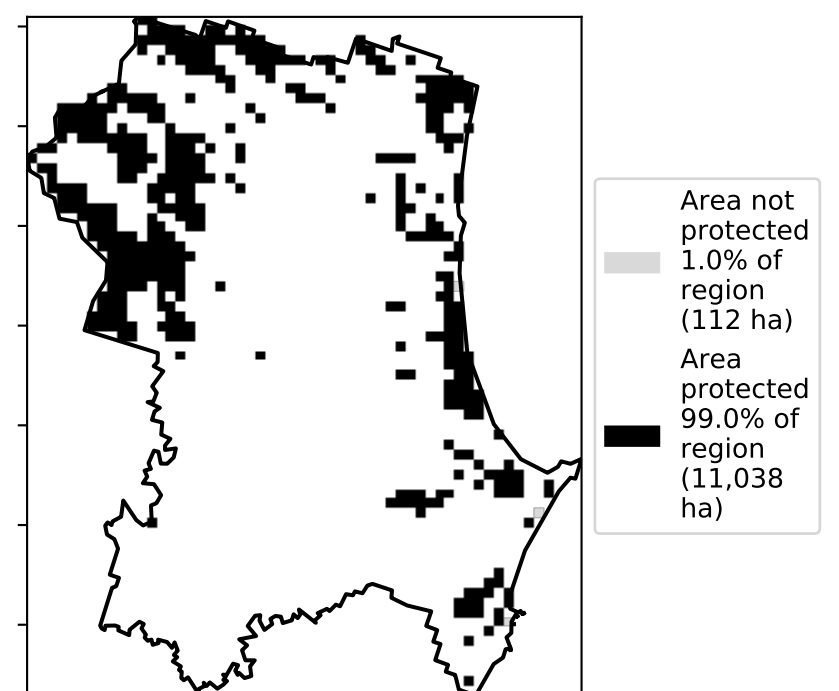 Area not
protected
1.0% of
region
(112 ha)
Area
protected
99.0% of
region
(11,038
ha)